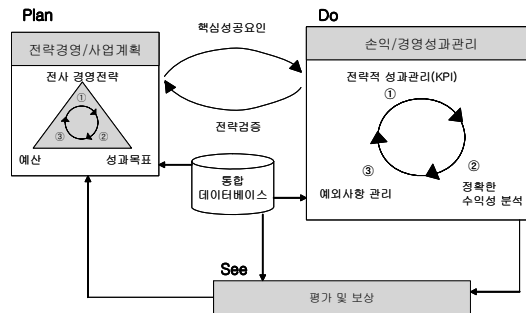 Plan
전략경영/사업계획
전사 경영전략
①
③
②
예산
성과목표
핵심성공요인
전략검증
통합
데이터베이스
Do
손익/경영성과관리
전략적 성과관리(KPI)
①
③
②
예외사항 관리
정확한
수익성 분석
See
평가 및 보상